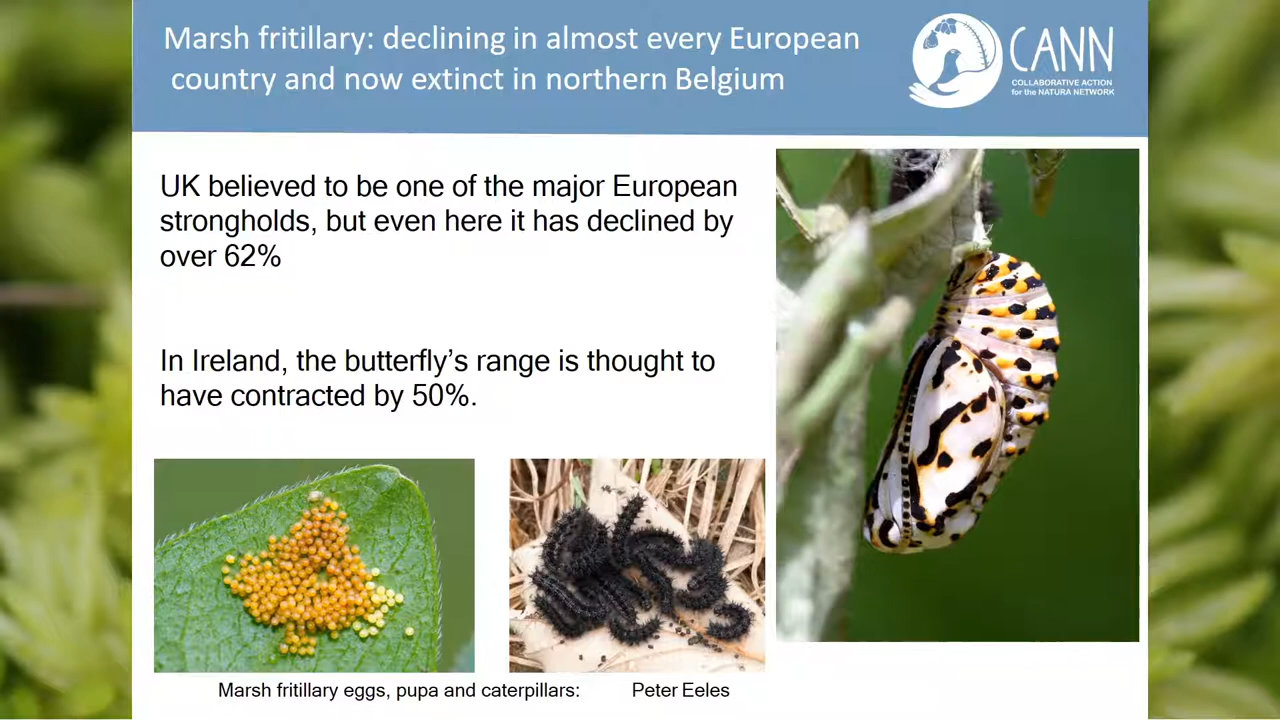 Marsh fritillary: declining in almost every European
country and now extinct in northern Belgium
CANN
COLLABORATIVE ACTION
for the NATURA NETWORK
UK believed to be one of the major European
strongholds, but even here it has declined by
over 62%
In Ireland, the butterfly’s range is thought to
have contracted by 50%.
Marsh fritillary eggs, pupa and caterpillars: Peter Eeles